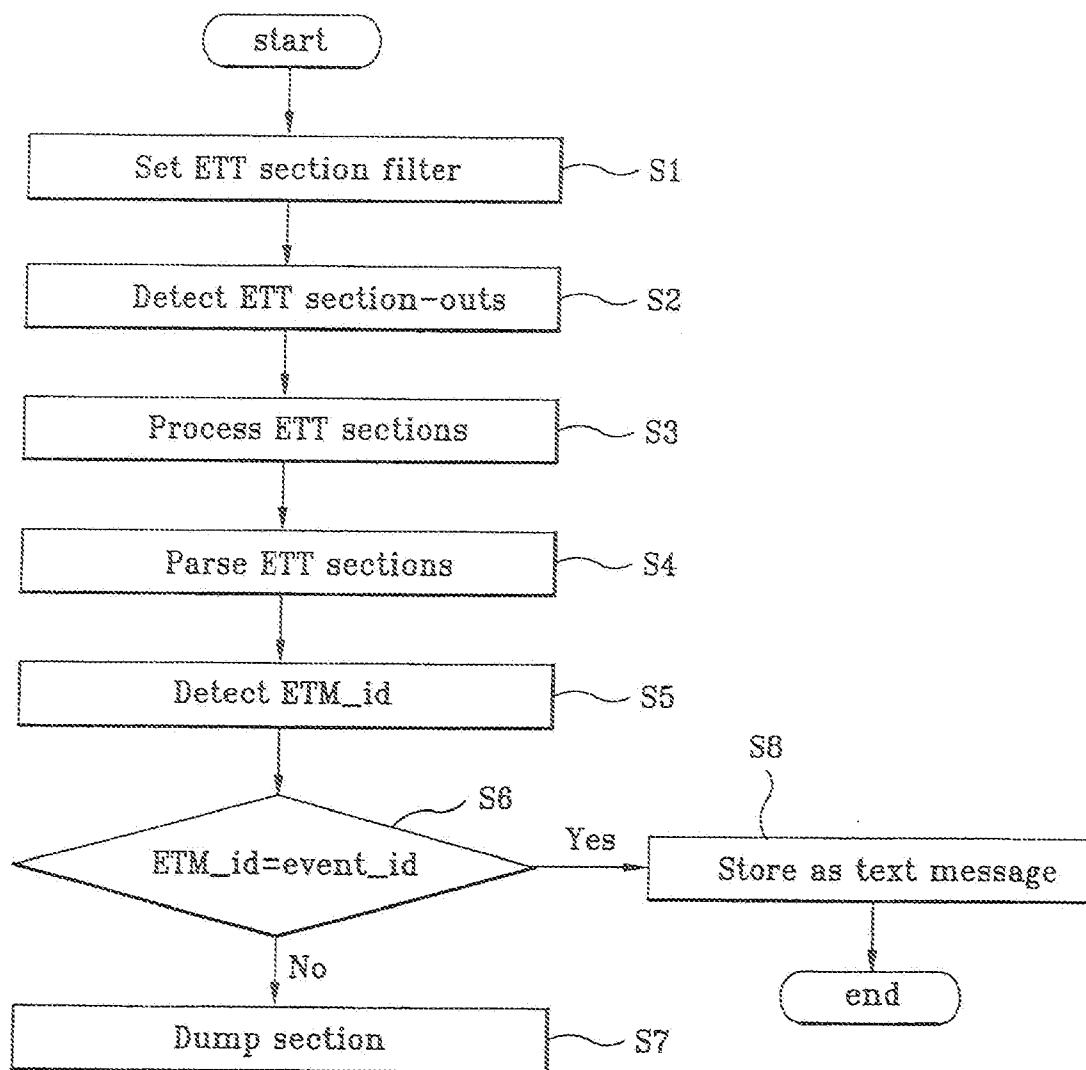 start
Set ETT section filter
S1
Detect ETT section-outs
S2
Process ETT sections
S3
Parse ETT sections
S4
Detect ETM_id
S5
ETM_id=event_id
S6
Yes
S8
Store as text message
end
No
Dump section
S7